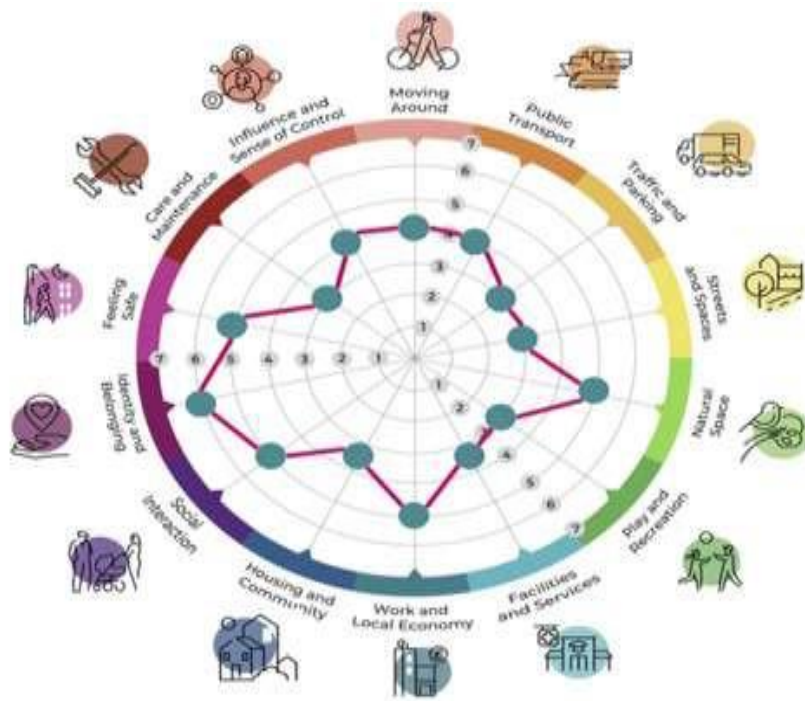 Moving
Around
Public
Transport
Traffic and
Parking
Streets
and Spaces
Natural
Space
Play and
Recreation
Facilities
and Services
Work and
Local Economy
Housing and
Community
Social
Interaction
Identity and
Belonging
Feeling
Safe
Care and
Maintenance
Influence and
Sense of Control
7
6
5
4
3
2
1
7 6 5 4 3 2 1
1
2
3
4
5
6
7